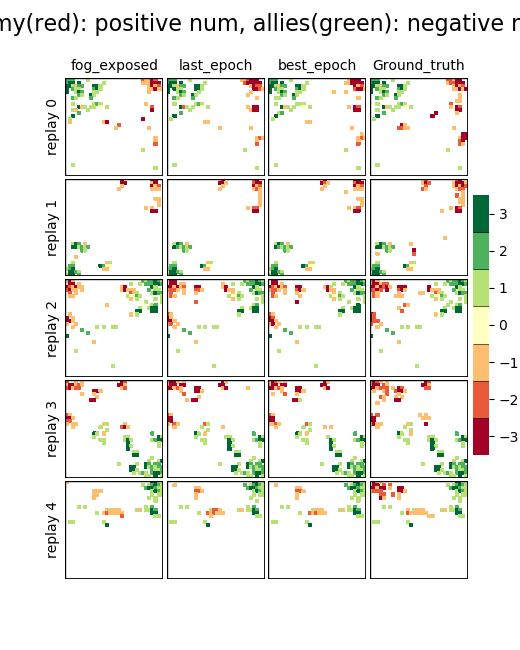 my(red): positive num, allies(green): negative n
fog_exposed last_epoch best_epoch Ground_truth
replay 0
replay 1
replay 2
replay 3
replay 4
3
2
1
0
−1
−2
−3